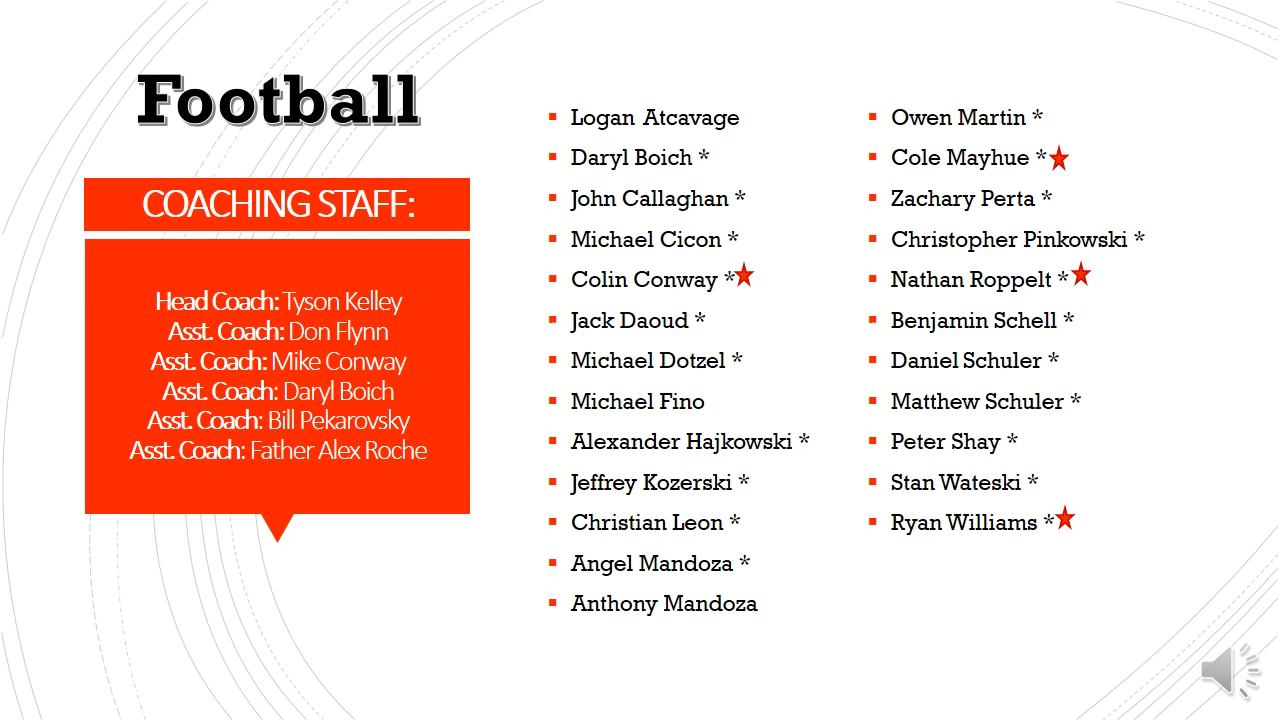 Football
COACHING STAFF:
Head Coach: Tyson Kelley
Asst. Coach: Don Flynn
Asst. Coach: Mike Conway
Asst. Coach: Daryl Boich
Asst. Coach: Bill Pekarovsky
Asst. Coach: Father Alex Roche
Logan Atcavage
Daryl Boich *
John Callaghan *
Michael Cicon *
Colin Conway *
Jack Daoud *
Michael Dotzel *
Michael Fino
Alexander Hajkowski *
Jeffrey Kozerski *
Christian Leon *
Angel Mandoza *
Anthony Mandoza
Owen Martin *
Cole Mayhue *
Zachary Perta *
Christopher Pinkowski *
Nathan Roppelt *
Benjamin Schell *
Daniel Schuler *
Matthew Schuler *
Peter Shay *
Stan Wateski *
Ryan Williams *